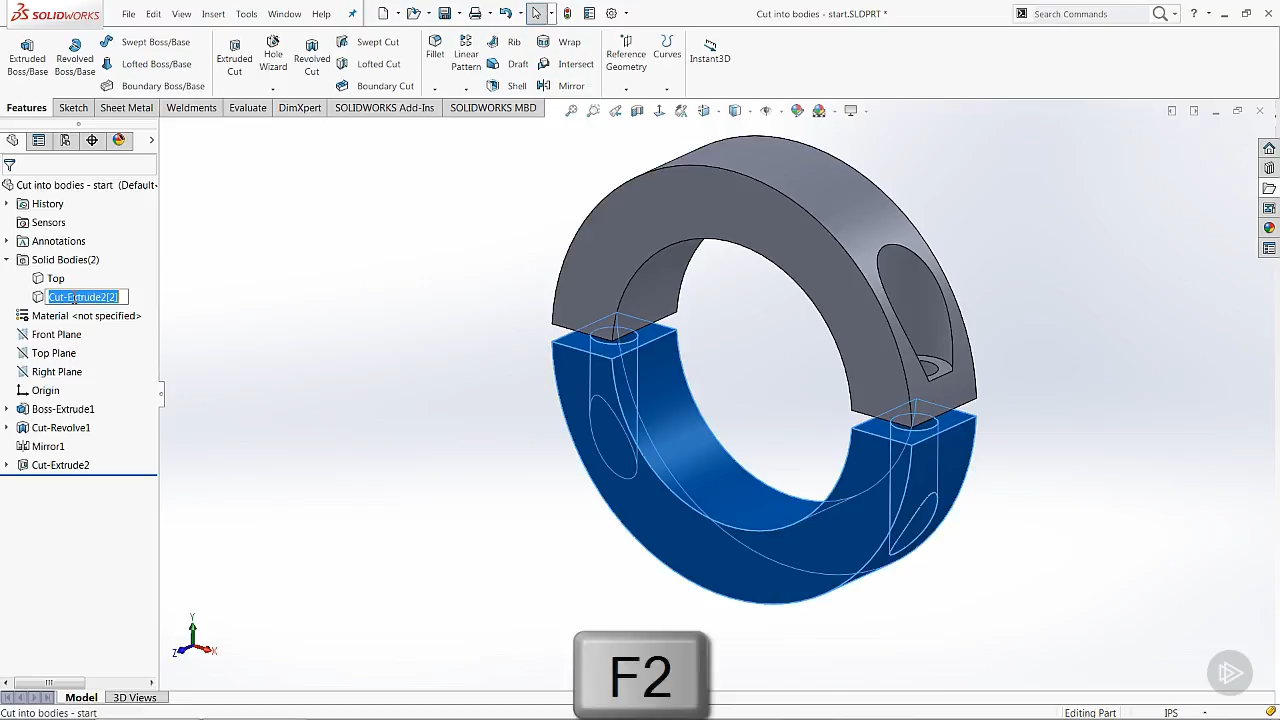 SOLIDWORKS File Edit View Insert Tools Window Help Cut into bodies - start.SLDPRT * Search Commands ?
Extruded Boss/Base
Revolved Boss/Base
Swept Boss/Base
Lofted Boss/Base
Boundary Boss/Base
Extruded Cut
Hole Wizard
Revolved Cut
Swept Cut
Lofted Cut
Boundary Cut
Fillet
Linear Pattern
Rib
Draft
Shell
Wrap
Intersect
Mirror
Reference Geometry
Curves
Instant3D
Features Sketch Sheet Metal Weldments Evaluate DimXpert SOLIDWORKS Add-Ins SOLIDWORKS MBD
Cut into bodies - start (Default
History
Sensors
Annotations
Solid Bodies(2)
Top
Cut-Extrude2[2]
Material <not specified>
Front Plane
Top Plane
Right Plane
Origin
Boss-Extrude1
Cut-Revolve1
Mirror1
Cut-Extrude2
Y
Z
X
F2
Model 3D Views
Cut into bodies - start Editing Part IPS